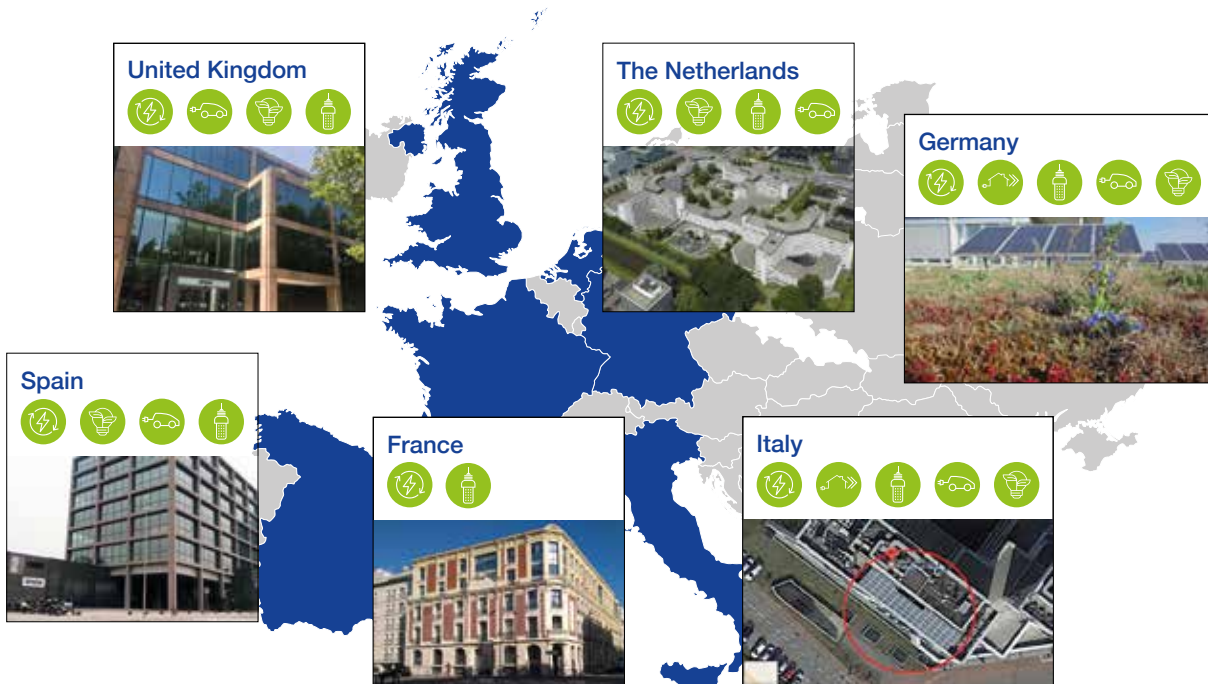 United Kingdom
The Netherlands
Germany
Spain
France
Italy